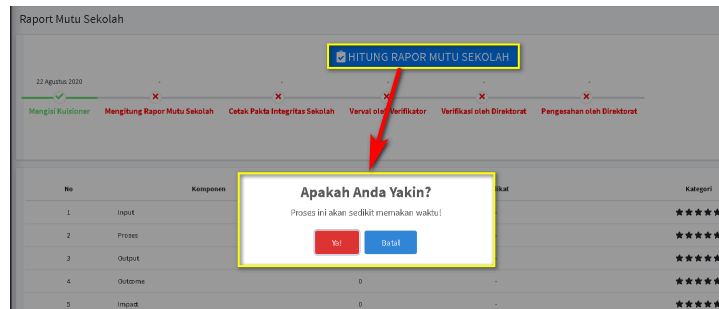 Raport Mutu Sekolah
HITUNG RAPOR MUTU SEKOLAH
22 Agustus 2020 - - - - -
Mengisi Kuisioner Mengitung Rapor Mutu Sekolah Cetak Pakta Integritas Sekolah Verval oleh Verifikator Verifikasi oleh Direktorat Pengesahan oleh Direktorat
No Komponen Kategori
Apakah Anda Yakin?
Proses ini akan sedikit memakan waktu!
Ya! Batal
1 Input
2 Proses
3 Output
4 Outcome 0 -
5 Impact 0 -